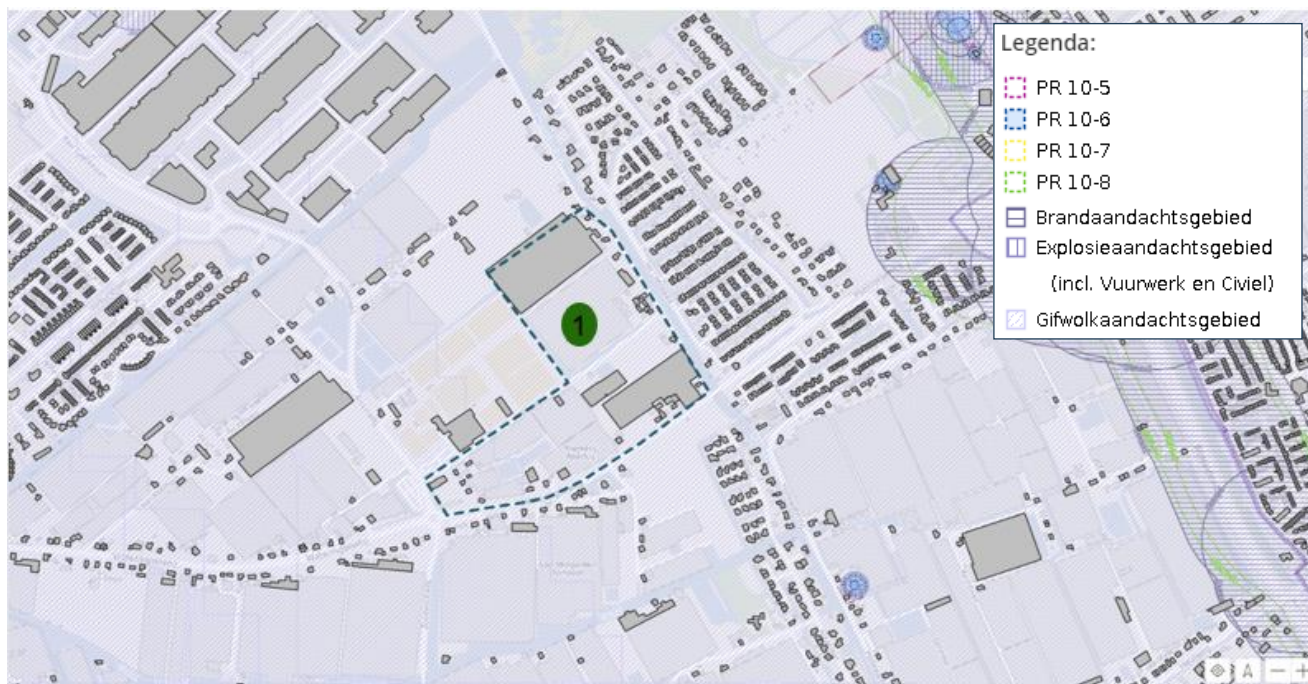 Legenda:
PR 10-5
PR 10-6
PR 10-7
PR 10-8
Brandaandachtsgebied
Explosieaandachtsgebied
(incl. Vuurwerk en Civiel)
Gifwolkaandachtsgebied
1
A